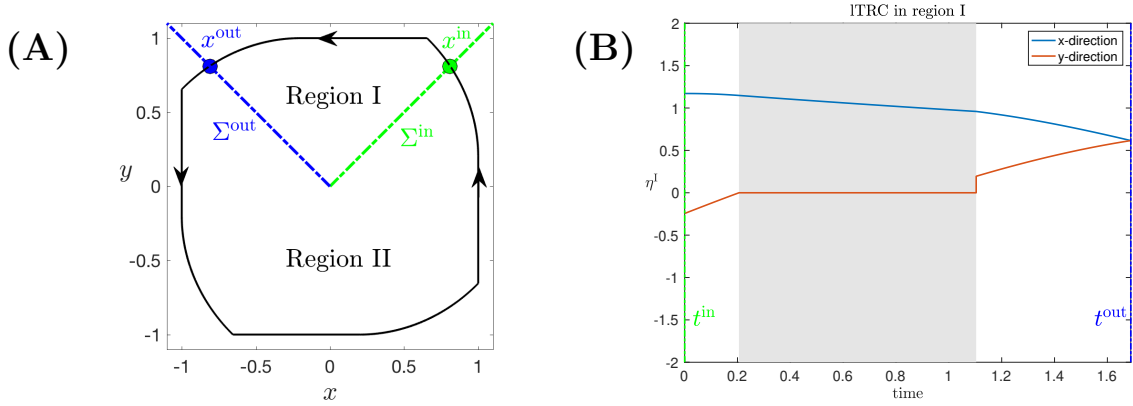 (A)
1
0.5
0
-0.5
-1
y
-1
-0.5
0
0.5
1
x
x^out
x^in
Region I
Σ^out
Σ^in
Region II
(B)
lTRC in region I
2
1.5
1
0.5
0
-0.5
-1
-1.5
-2
η^I
x-direction
y-direction
t^in
t^out
0
0.2
0.4
0.6
0.8
1
1.2
1.4
1.6
time